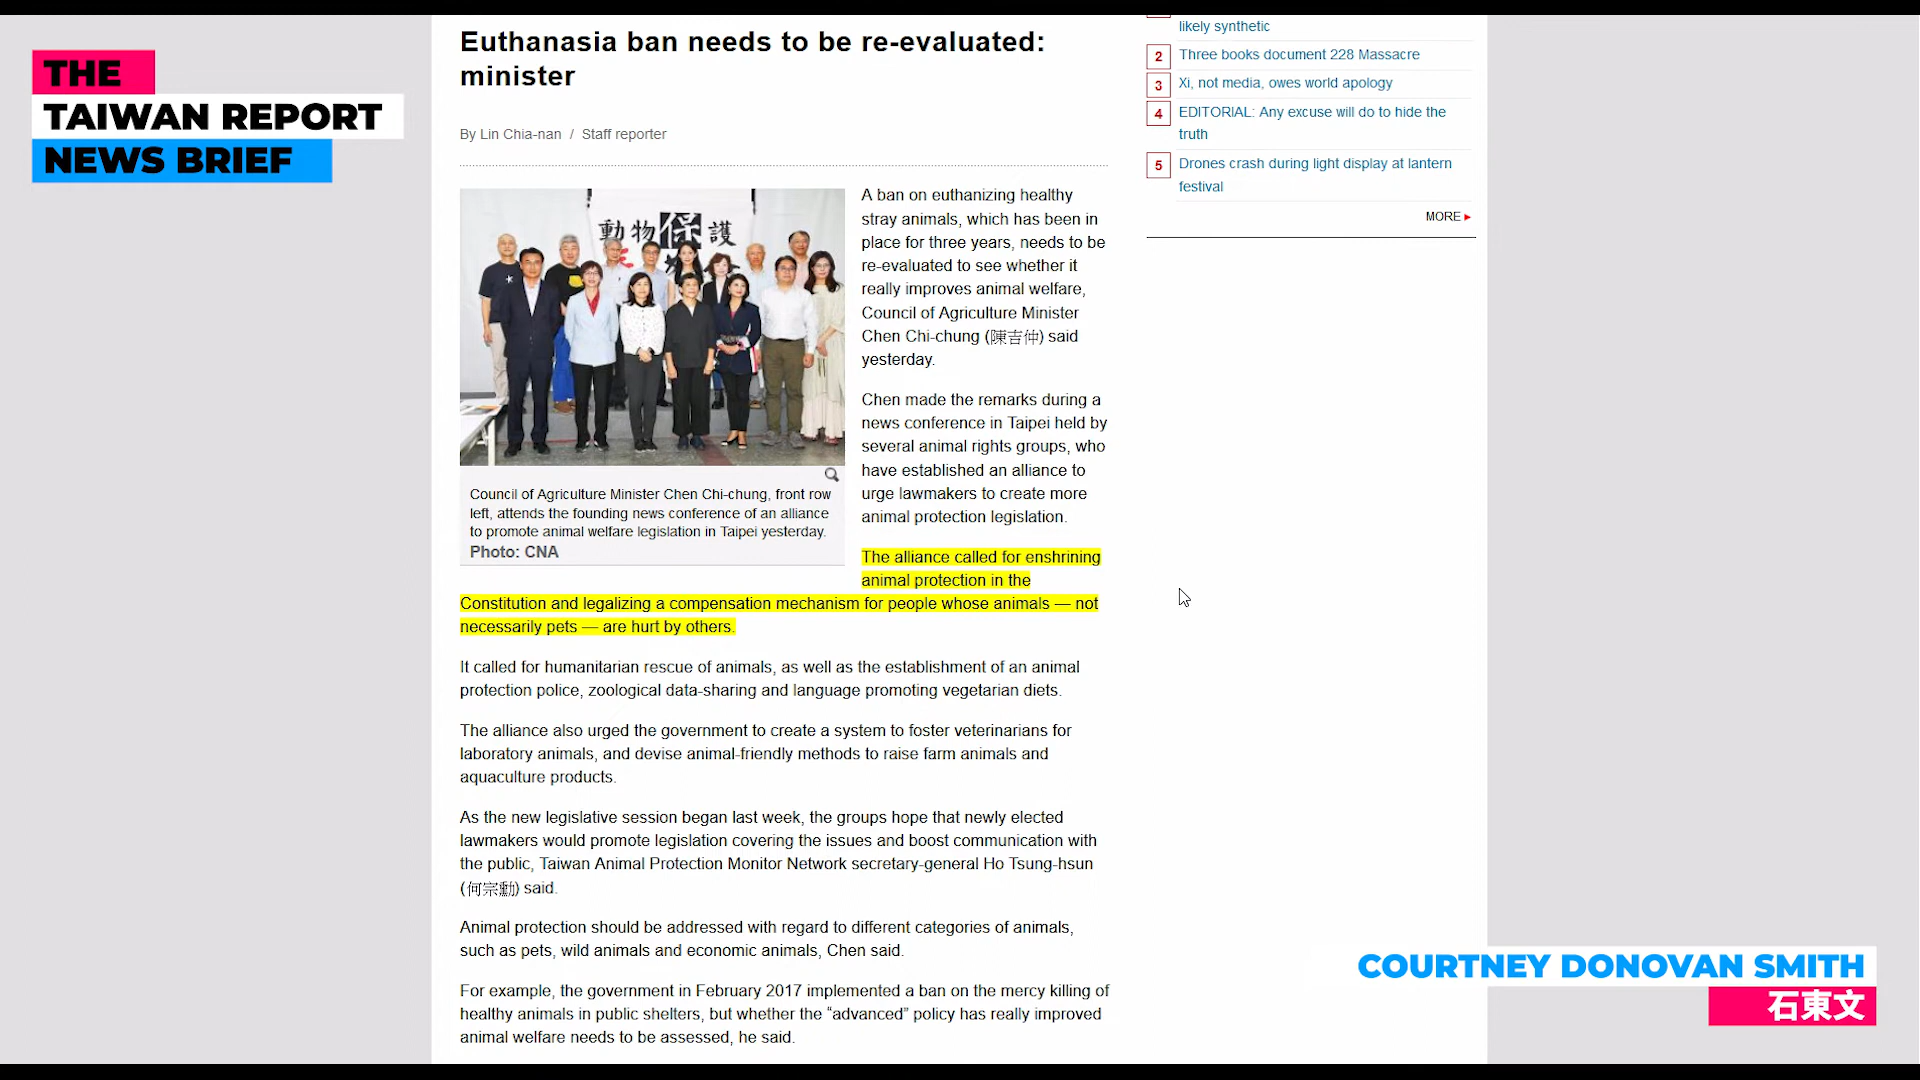 THE
TAIWAN REPORT
NEWS BRIEF
Euthanasia ban needs to be re-evaluated:
minister
By Lin Chia-nan / Staff reporter
動物保護
Council of Agriculture Minister Chen Chi-chung, front row
left, attends the founding news conference of an alliance
to promote animal welfare legislation in Taipei yesterday.
Photo: CNA
A ban on euthanizing healthy
stray animals, which has been in
place for three years, needs to be
re-evaluated to see whether it
really improves animal welfare,
Council of Agriculture Minister
Chen Chi-chung (陳吉仲) said
yesterday.
Chen made the remarks during a
news conference in Taipei held by
several animal rights groups, who
have established an alliance to
urge lawmakers to create more
animal protection legislation.
The alliance called for enshrining
animal protection in the
Constitution and legalizing a compensation mechanism for people whose animals — not
necessarily pets — are hurt by others.
It called for humanitarian rescue of animals, as well as the establishment of an animal
protection police, zoological data-sharing and language promoting vegetarian diets.
The alliance also urged the government to create a system to foster veterinarians for
laboratory animals, and devise animal-friendly methods to raise farm animals and
aquaculture products.
As the new legislative session began last week, the groups hope that newly elected
lawmakers would promote legislation covering the issues and boost communication with
the public, Taiwan Animal Protection Monitor Network secretary-general Ho Tsung-hsun
(何宗勳) said.
Animal protection should be addressed with regard to different categories of animals,
such as pets, wild animals and economic animals, Chen said.
For example, the government in February 2017 implemented a ban on the mercy killing of
healthy animals in public shelters, but whether the “advanced” policy has really improved
animal welfare needs to be assessed, he said.
likely synthetic
2 Three books document 228 Massacre
3 Xi, not media, owes world apology
4 EDITORIAL: Any excuse will do to hide the
truth
5 Drones crash during light display at lantern
festival
MORE
COURTNEY DONOVAN SMITH
石東文